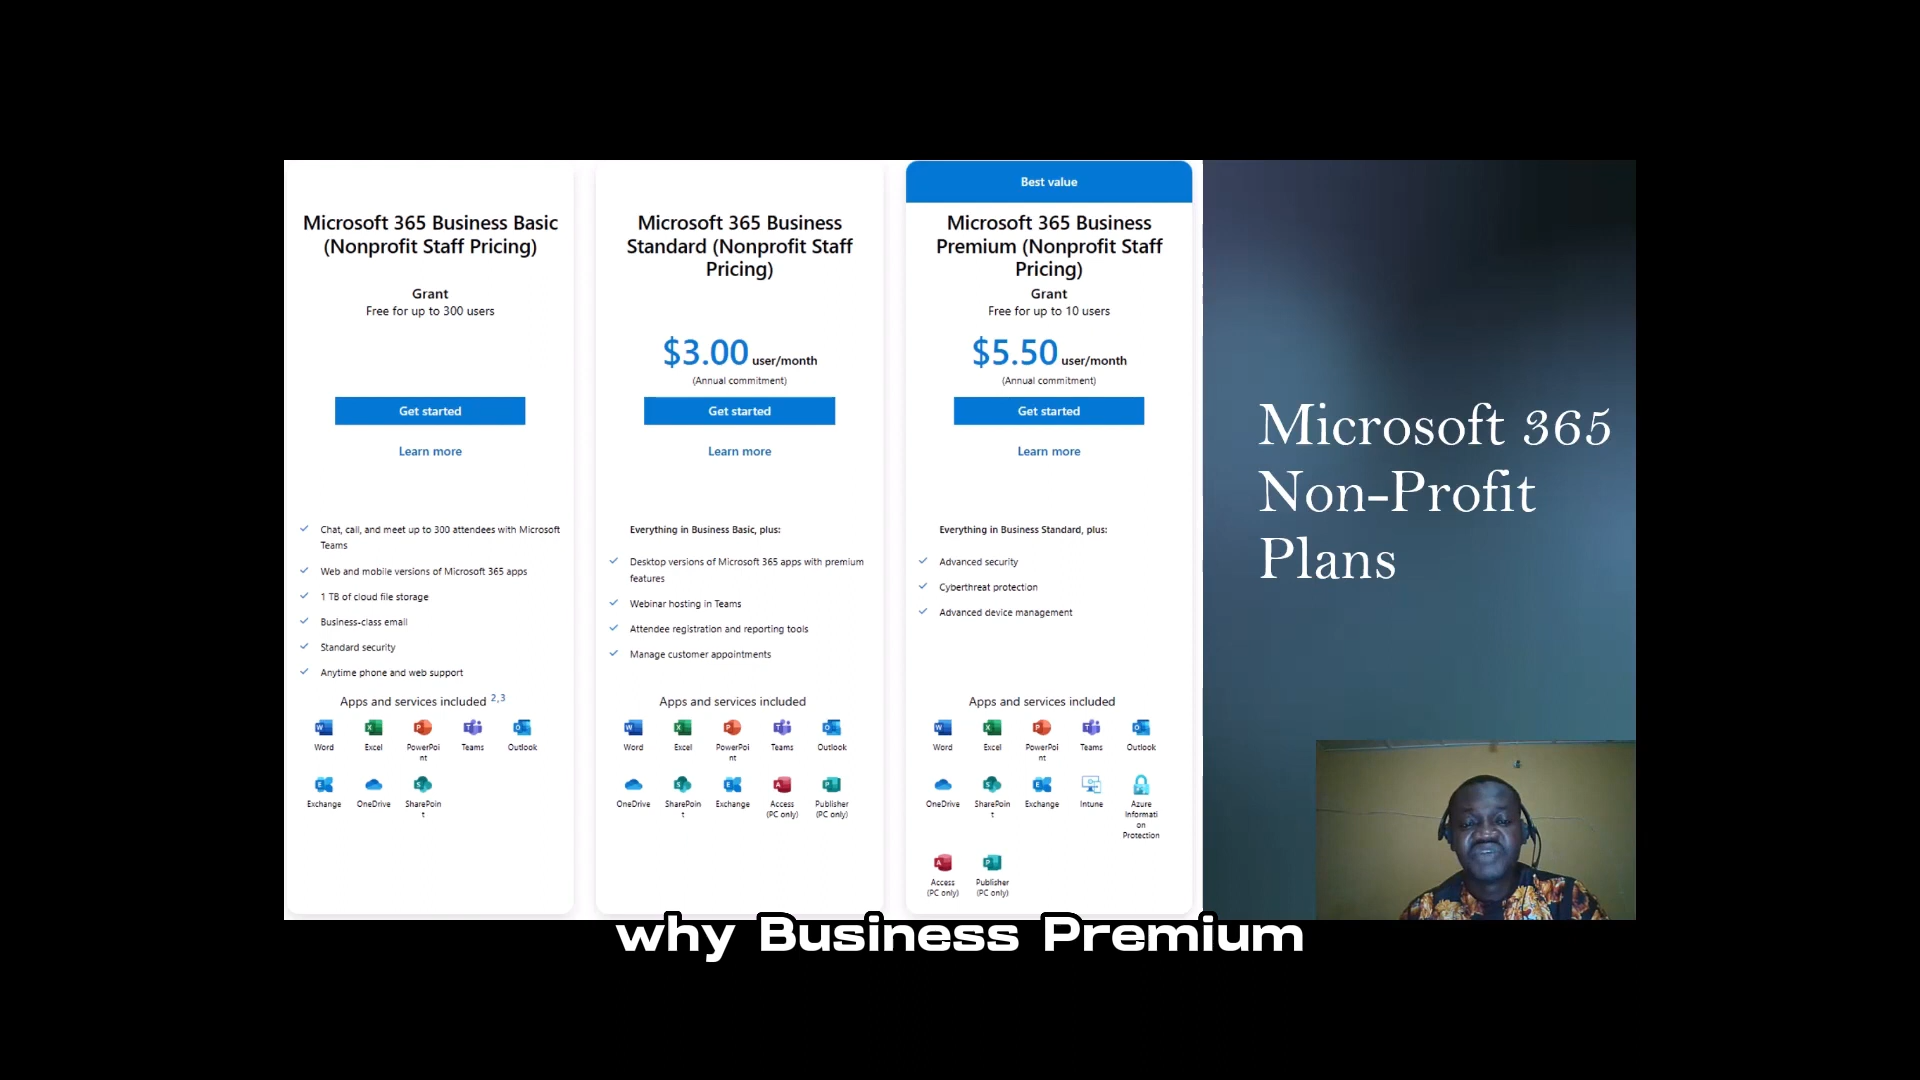 Microsoft 365 Business Basic
(Nonprofit Staff Pricing)
Grant
Free for up to 300 users
Get started
Learn more
Chat, call, and meet up to 300 attendees with Microsoft
Teams
Web and mobile versions of Microsoft 365 apps
1 TB of cloud file storage
Business-class email
Standard security
Anytime phone and web support
Apps and services included 2,3
Word Excel PowerPoi Teams Outlook
nt
Exchange OneDrive SharePoin
t
Microsoft 365 Business
Standard (Nonprofit Staff
Pricing)
$3.00 user/month
(Annual commitment)
Get started
Learn more
Everything in Business Basic, plus:
Desktop versions of Microsoft 365 apps with premium
features
Webinar hosting in Teams
Attendee registration and reporting tools
Manage customer appointments
Apps and services included
Word Excel PowerPoi Teams Outlook
nt
OneDrive SharePoin Exchange Access Publisher
t (PC only) (PC only)
Best value
Microsoft 365 Business
Premium (Nonprofit Staff
Pricing)
Grant
Free for up to 10 users
$5.50 user/month
(Annual commitment)
Get started
Learn more
Everything in Business Standard, plus:
Advanced security
Cyberthreat protection
Advanced device management
Apps and services included
Word Excel PowerPoi Teams Outlook
nt
OneDrive SharePoin Exchange Intune Azure
t Informati
on
Protection
Access Publisher
(PC only) (PC only)
Microsoft 365
Non-Profit
Plans
why Business Premium